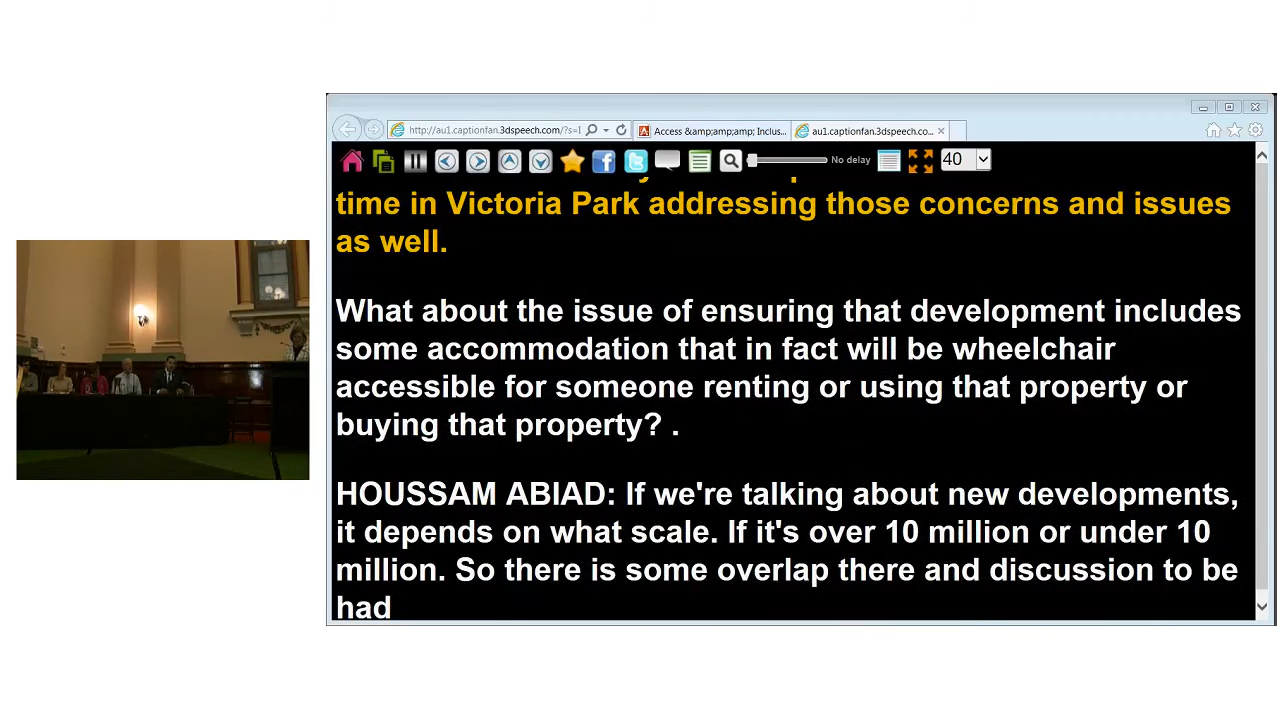 http://au1.captionfan.3dspeech.com/?s=I
Access &amp;amp;amp; Inclus...
au1.captionfan.3dspeech.co...
No delay
40
time in Victoria Park addressing those concerns and issues
as well.
What about the issue of ensuring that development includes
some accommodation that in fact will be wheelchair
accessible for someone renting or using that property or
buying that property? .
HOUSSAM ABIAD: If we're talking about new developments,
it depends on what scale. If it's over 10 million or under 10
million. So there is some overlap there and discussion to be
had